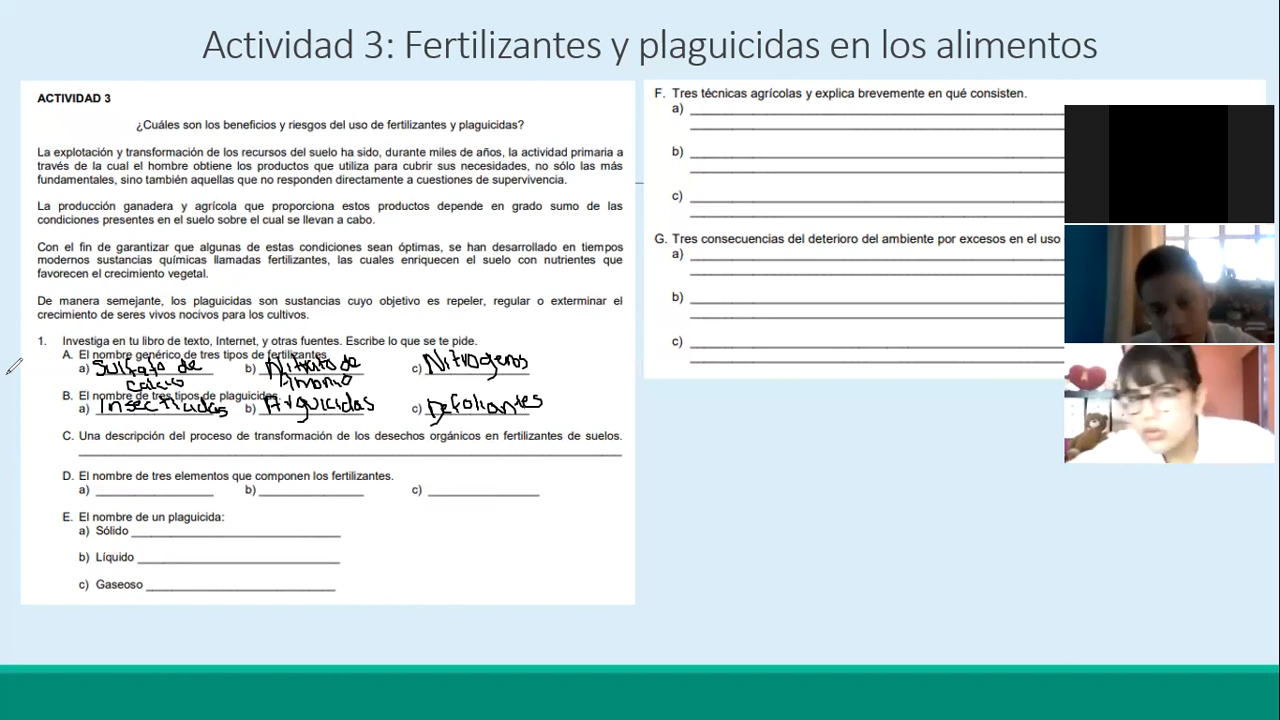 Actividad 3: Fertilizantes y plaguicidas en los alimentos
ACTIVIDAD 3
¿Cuáles son los beneficios y riesgos del uso de fertilizantes y plaguicidas?
La explotación y transformación de los recursos del suelo ha sido, durante miles de años, la actividad primaria a
través de la cual el hombre obtiene los productos que utiliza para cubrir sus necesidades, no sólo las más
fundamentales, sino también aquellas que no responden directamente a cuestiones de supervivencia.
La producción ganadera y agrícola que proporciona estos productos depende en grado sumo de las
condiciones presentes en el suelo sobre el cual se llevan a cabo.
Con el fin de garantizar que algunas de estas condiciones sean óptimas, se han desarrollado en tiempos
modernos sustancias químicas llamadas fertilizantes, las cuales enriquecen el suelo con nutrientes que
favorecen el crecimiento vegetal.
De manera semejante, los plaguicidas son sustancias cuyo objetivo es repeler, regular o exterminar el
crecimiento de seres vivos nocivos para los cultivos.
1. Investiga en tu libro de texto, Internet, y otras fuentes. Escribe lo que se te pide.
A. El nombre genérico de tres tipos de fertilizantes.
a) Sulfato de b) Nitrato de c) Nitrogenos
Calcio Amonio
B. El nombre de tres tipos de plaguicidas.
a) Insecticidas b) Alguicidas c) Defoliantes
C. Una descripción del proceso de transformación de los desechos orgánicos en fertilizantes de suelos.
D. El nombre de tres elementos que componen los fertilizantes.
a) b) c)
E. El nombre de un plaguicida:
a) Sólido
b) Líquido
c) Gaseoso
F. Tres técnicas agrícolas y explica brevemente en qué consisten.
a)
b)
c)
G. Tres consecuencias del deterioro del ambiente por excesos en el uso
a)
b)
c)